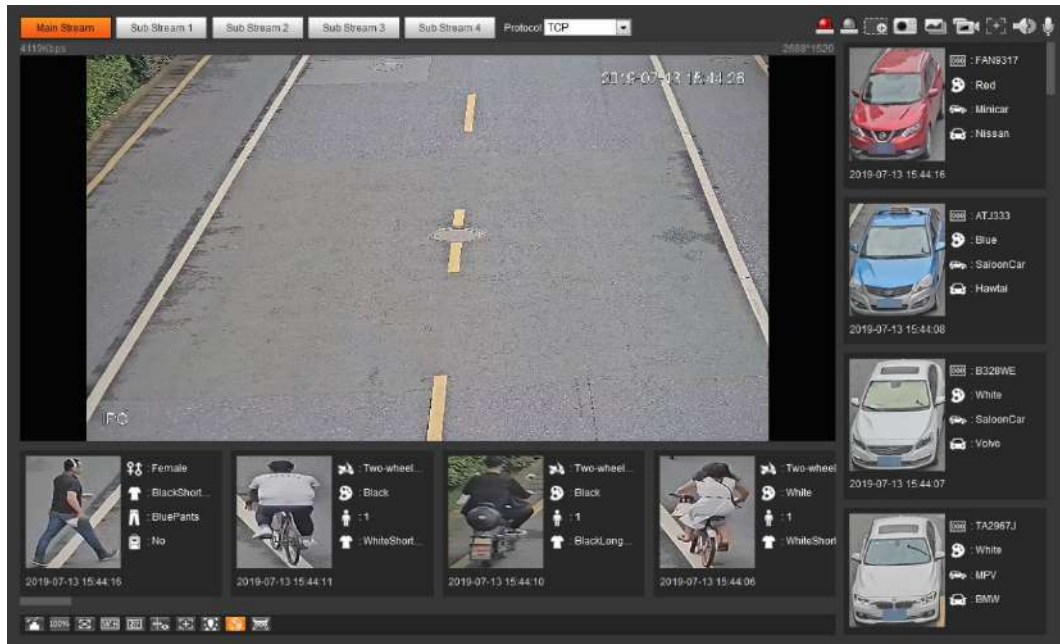 Main Stream Sub Stream 1 Sub Stream 2 Sub Stream 3 Sub Stream 4 Protocol TCP
4119Kbps 2688*1520
2019-07-13 15:44:26
IPC
: FAN9317
: Red
: Minicar
: Nissan
2019-07-13 15:44:16
: ATJ333
: Blue
: SaloonCar
: Hawtai
2019-07-13 15:44:08
: B328WE
: White
: SaloonCar
: Volvo
2019-07-13 15:44:07
: TA2967J
: White
: MPV
: BMW
: Female
: BlackShort...
: BluePants
: No
2019-07-13 15:44:16
: Two-wheel...
: Black
: 1
: WhiteShort...
2019-07-13 15:44:11
: Two-wheel...
: Black
: 1
: BlackLong...
2019-07-13 15:44:10
: Two-wheel
: White
: 1
: WhiteShort
2019-07-13 15:44:06
100% W:H